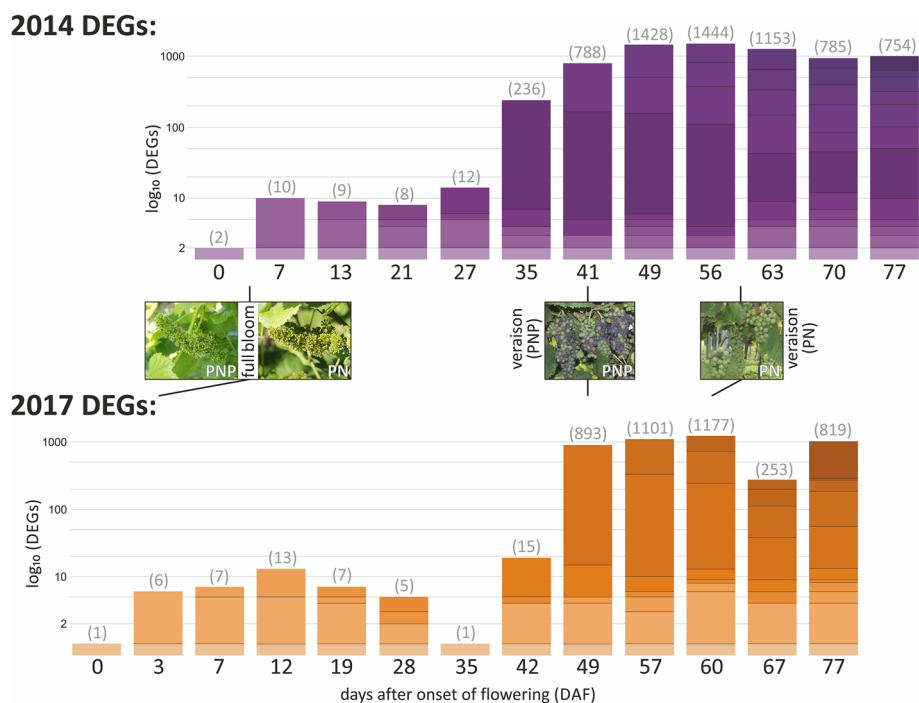 2014 DEGs:
log₁₀ (DEGs)
1000
100
10
2
(2)
(10)
(9)
(8)
(12)
(236)
(788)
(1428)
(1444)
(1153)
(785)
(754)
0 7 13 21 27 35 41 49 56 63 70 77
PNP
full bloom
PN
veraison
(PNP)
PNP
PN
veraison
(PN)
2017 DEGs:
log₁₀ (DEGs)
1000
100
10
2
(1)
(6)
(7)
(13)
(7)
(5)
(1)
(15)
(893)
(1101)
(1177)
(253)
(819)
0 3 7 12 19 28 35 42 49 57 60 67 77
days after onset of flowering (DAF)